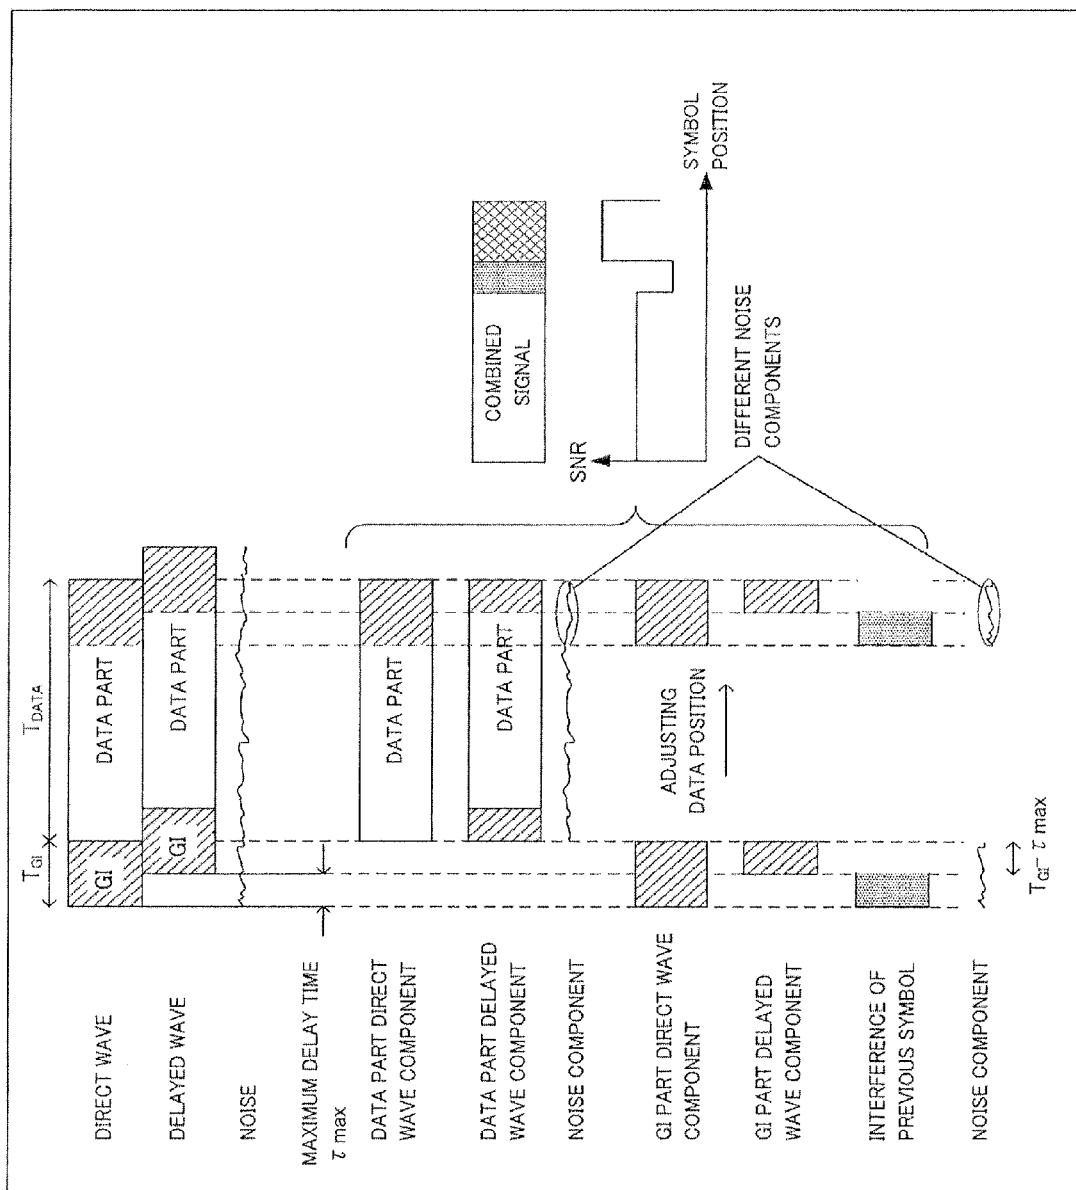 T_DATA
T_GI
DIRECT WAVE
GI
DATA PART
DELAYED WAVE
GI
DATA PART
NOISE
MAXIMUM DELAY TIME
τ max
DATA PART DIRECT
WAVE COMPONENT
DATA PART
DATA PART DELAYED
WAVE COMPONENT
DATA PART
NOISE COMPONENT
GI PART DIRECT WAVE
COMPONENT
ADJUSTING
DATA POSITION
GI PART DELAYED
WAVE COMPONENT
INTERFERENCE OF
PREVIOUS SYMBOL
NOISE COMPONENT
T_GI- τ max
COMBINED
SIGNAL
SNR
SYMBOL
POSITION
DIFFERENT NOISE
COMPONENTS